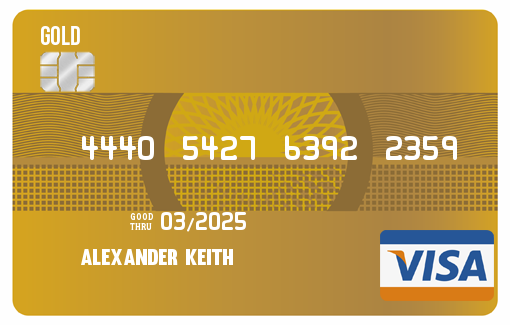 GOLD
4440 5427 6392 2359
GOOD THRU 03/2025
ALEXANDER KEITH
VISA